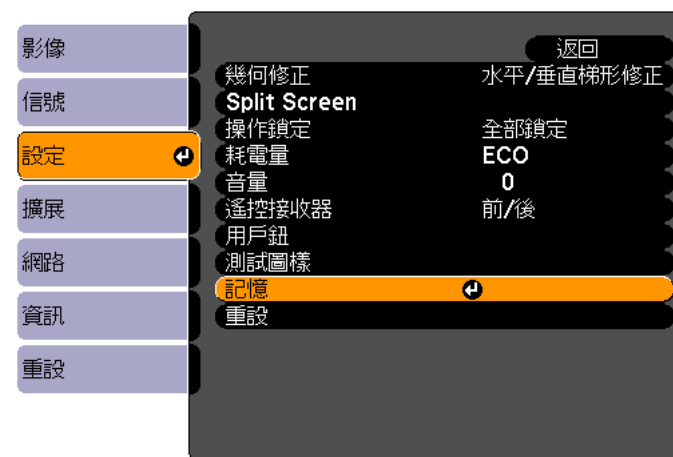 影像
信號
設定
擴展
網路
資訊
重設
返回
幾何修正 水平/垂直梯形修正
Split Screen
操作鎖定 全部鎖定
耗電量 ECO
音量 0
遙控接收器 前/後
用戶鈕
測試圖樣
記憶
重設